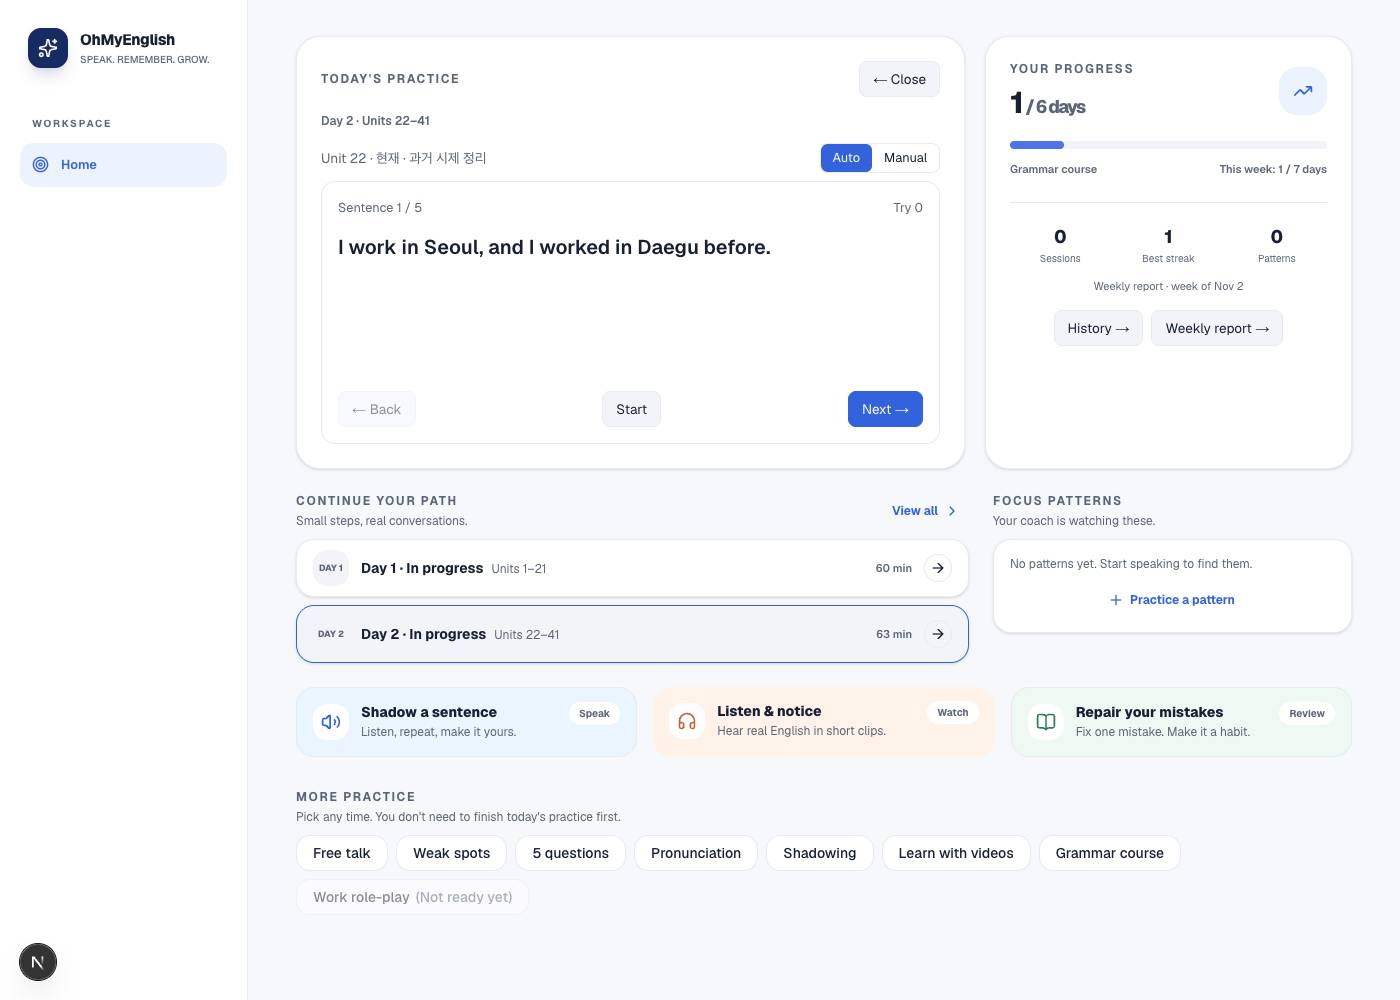 OhMyEnglish
SPEAK. REMEMBER. GROW.
WORKSPACE
Home
TODAY'S PRACTICE
← Close
Day 2 · Units 22–41
Unit 22 · 현재 · 과거 시제 정리
Auto
Manual
Sentence 1 / 5
Try 0
I work in Seoul, and I worked in Daegu before.
← Back
Start
Next →
YOUR PROGRESS
1 / 6 days
Grammar course
This week: 1 / 7 days
0
Sessions
1
Best streak
0
Patterns
Weekly report · week of Nov 2
History →
Weekly report →
CONTINUE YOUR PATH
Small steps, real conversations.
View all
DAY 1
Day 1 · In progress Units 1–21
60 min
DAY 2
Day 2 · In progress Units 22–41
63 min
FOCUS PATTERNS
Your coach is watching these.
No patterns yet. Start speaking to find them.
Practice a pattern
Shadow a sentence
Listen, repeat, make it yours.
Speak
Listen & notice
Hear real English in short clips.
Watch
Repair your mistakes
Fix one mistake. Make it a habit.
Review
MORE PRACTICE
Pick any time. You don't need to finish today's practice first.
Free talk
Weak spots
5 questions
Pronunciation
Shadowing
Learn with videos
Grammar course
Work role-play (Not ready yet)
N